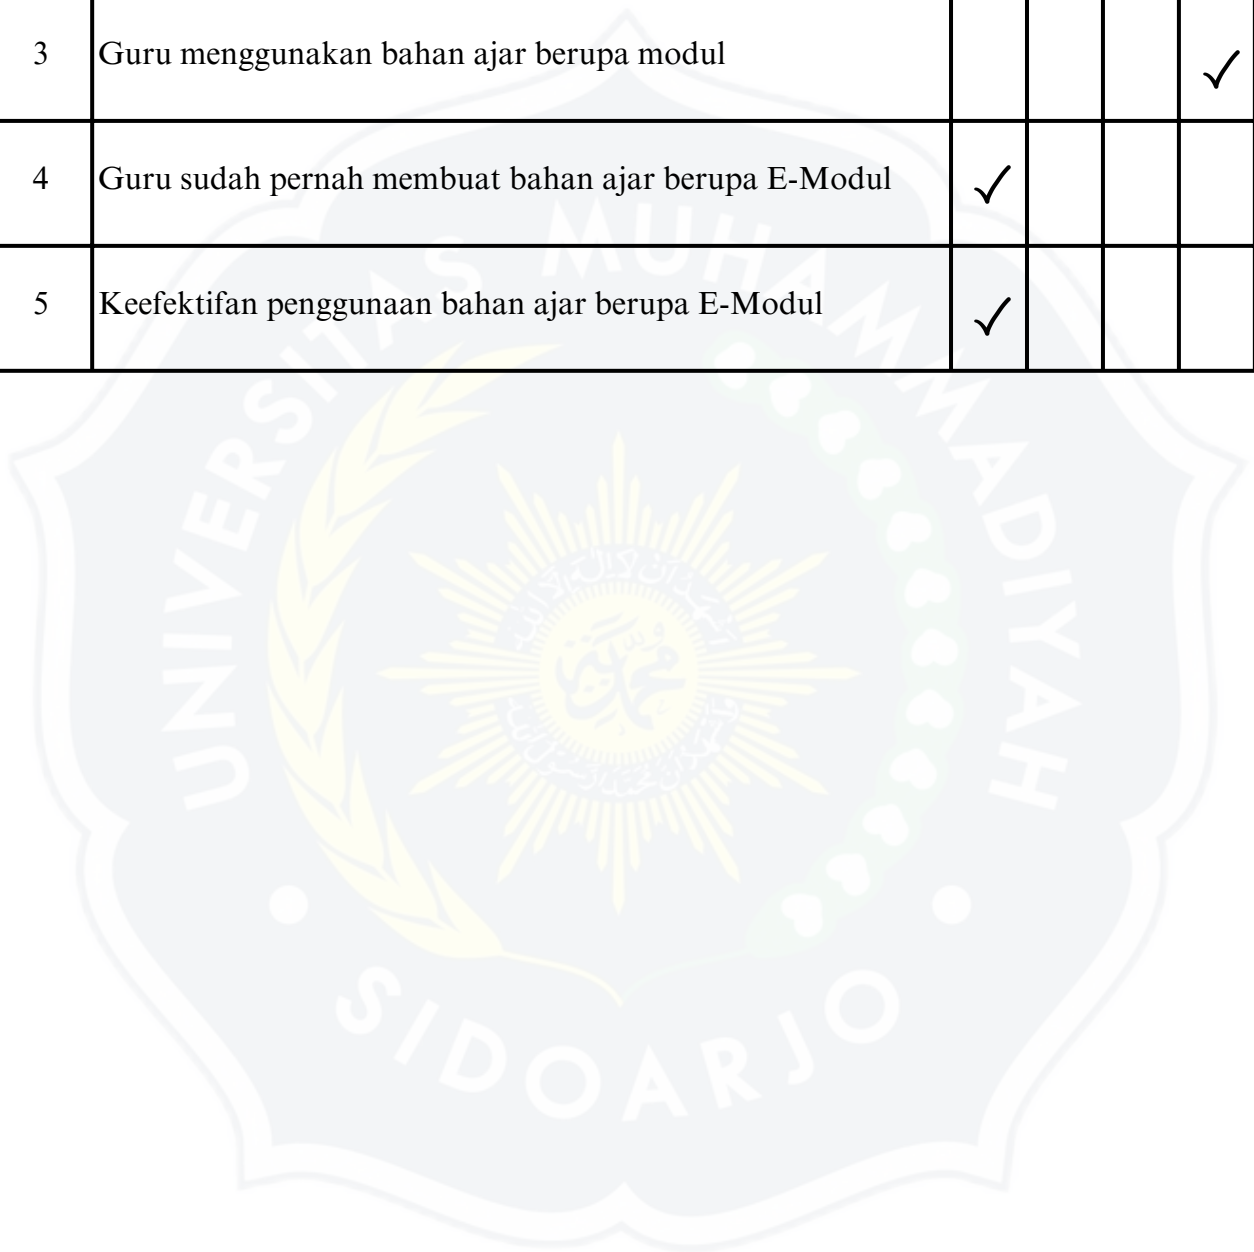 3 Guru menggunakan bahan ajar berupa modul ✓
4 Guru sudah pernah membuat bahan ajar berupa E-Modul ✓
5 Keefektifan penggunaan bahan ajar berupa E-Modul ✓
UNIVERSITAS MUHAMMADIYAH
SIDOARJO